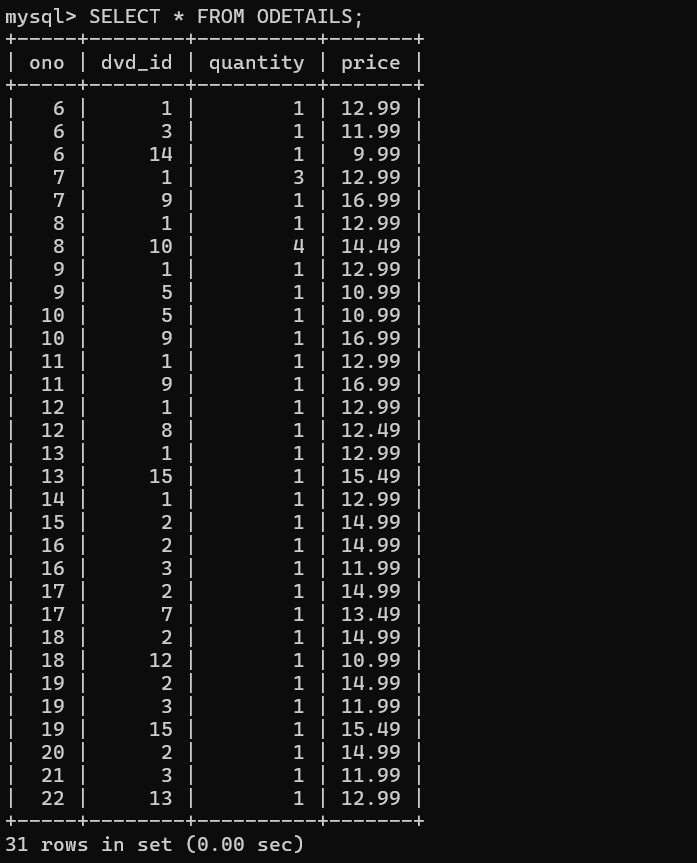 mysql> SELECT * FROM ODETAILS;
+-----+--------+----------+-------+
| ono | dvd_id | quantity | price |
+-----+--------+----------+-------+
|   6 |      1 |        1 | 12.99 |
|   6 |      3 |        1 | 11.99 |
|   6 |     14 |        1 |  9.99 |
|   7 |      1 |        3 | 12.99 |
|   7 |      9 |        1 | 16.99 |
|   8 |      1 |        1 | 12.99 |
|   8 |     10 |        4 | 14.49 |
|   9 |      1 |        1 | 12.99 |
|   9 |      5 |        1 | 10.99 |
|  10 |      5 |        1 | 10.99 |
|  10 |      9 |        1 | 16.99 |
|  11 |      1 |        1 | 12.99 |
|  11 |      9 |        1 | 16.99 |
|  12 |      1 |        1 | 12.99 |
|  12 |      8 |        1 | 12.49 |
|  13 |      1 |        1 | 12.99 |
|  13 |     15 |        1 | 15.49 |
|  14 |      1 |        1 | 12.99 |
|  15 |      2 |        1 | 14.99 |
|  16 |      2 |        1 | 14.99 |
|  16 |      3 |        1 | 11.99 |
|  17 |      2 |        1 | 14.99 |
|  17 |      7 |        1 | 13.49 |
|  18 |      2 |        1 | 14.99 |
|  18 |     12 |        1 | 10.99 |
|  19 |      2 |        1 | 14.99 |
|  19 |      3 |        1 | 11.99 |
|  19 |     15 |        1 | 15.49 |
|  20 |      2 |        1 | 14.99 |
|  21 |      3 |        1 | 11.99 |
|  22 |     13 |        1 | 12.99 |
+-----+--------+----------+-------+
31 rows in set (0.00 sec)